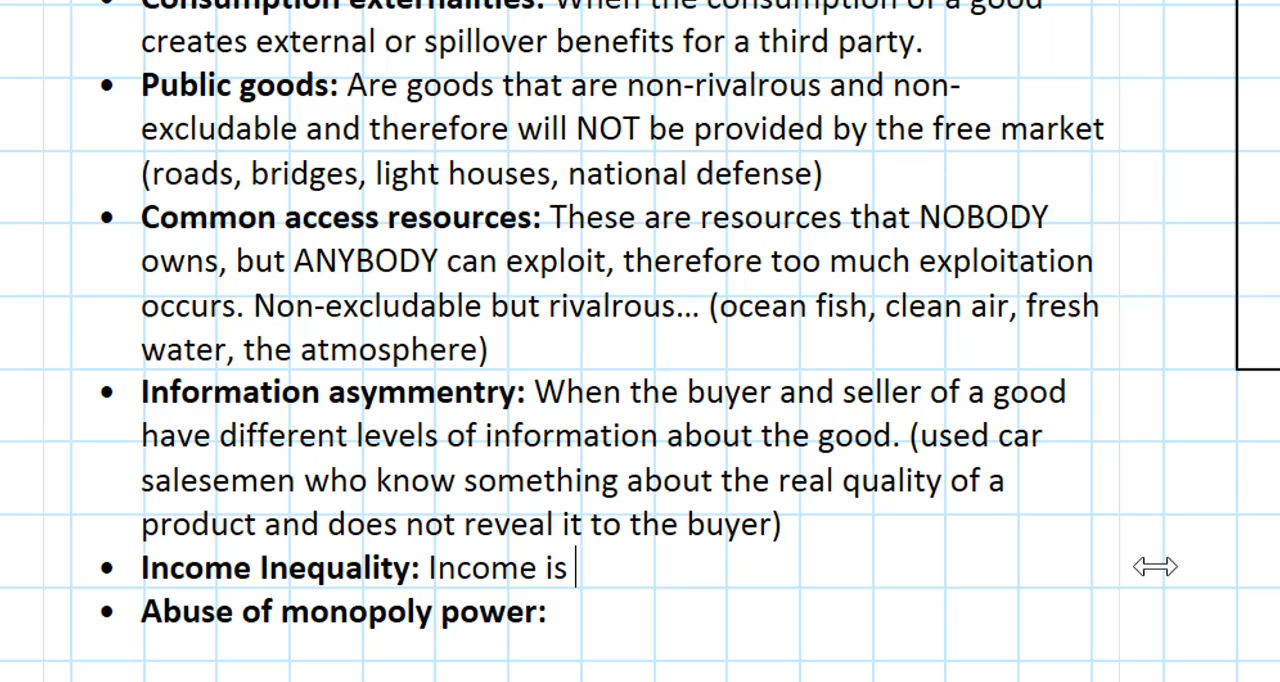 Consumption externalities: When the consumption of a good
creates external or spillover benefits for a third party.
• Public goods: Are goods that are non-rivalrous and non-
excludable and therefore will NOT be provided by the free market
(roads, bridges, light houses, national defense)
• Common access resources: These are resources that NOBODY
owns, but ANYBODY can exploit, therefore too much exploitation
occurs. Non-excludable but rivalrous... (ocean fish, clean air, fresh
water, the atmosphere)
• Information asymmentry: When the buyer and seller of a good
have different levels of information about the good. (used car
salesemen who know something about the real quality of a
product and does not reveal it to the buyer)
• Income Inequality: Income is
• Abuse of monopoly power: